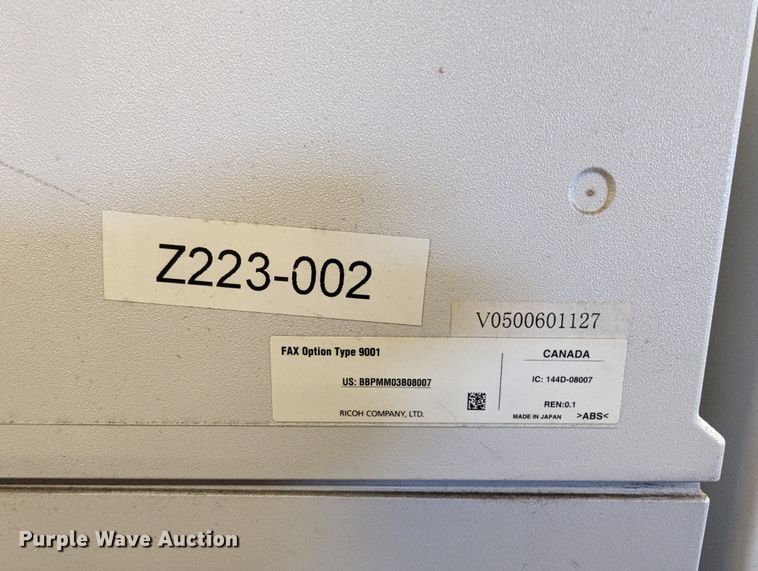 Z223-002
V0500601127
FAX Option Type 9001
US: BBPMM03B08007
RICOH COMPANY, LTD.
CANADA
IC: 144D-08007
REN:0.1
MADE IN JAPAN >ABS<
Purple Wave Auction